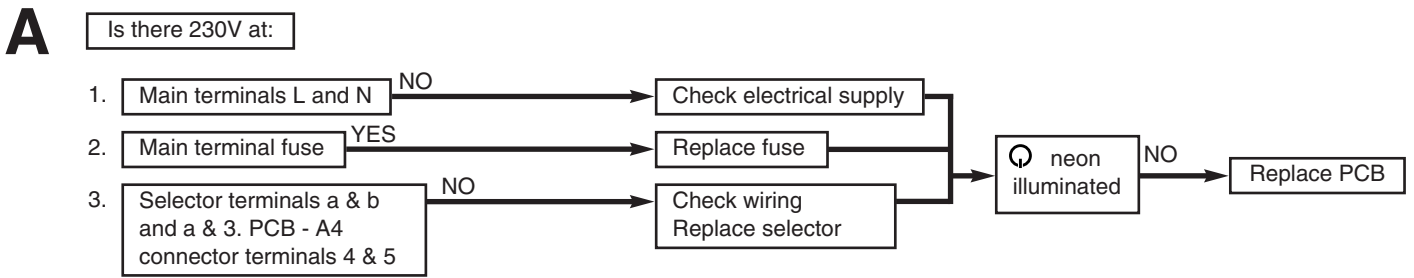 A
Is there 230V at:
1. Main terminals L and N NO Check electrical supply
2. Main terminal fuse YES Replace fuse
3. Selector terminals a & b
and a & 3. PCB - A4
connector terminals 4 & 5
NO
Check wiring
Replace selector
neon
illuminated
NO
Replace PCB